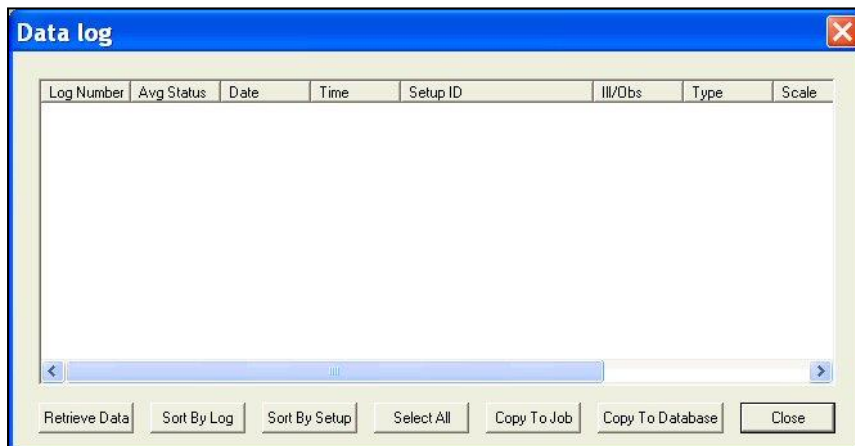 Data log
Log Number Avg Status Date Time Setup ID Ill/Obs Type Scale
Retrieve Data Sort By Log Sort By Setup Select All Copy To Job Copy To Database Close